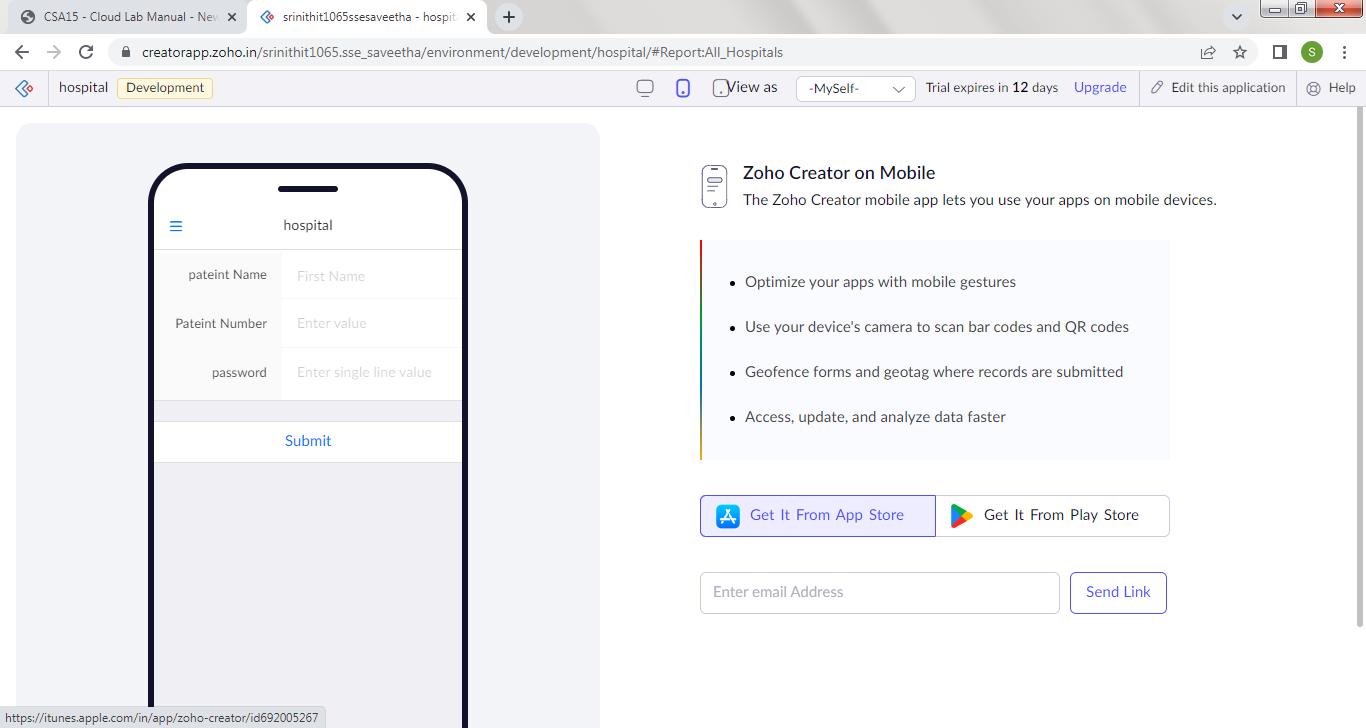 CSA15 - Cloud Lab Manual - New
srinithit1065ssesaveetha - hospit
creatorapp.zoho.in/srinithit1065.sse_saveetha/environment/development/hospital/#Report:All_Hospitals
S
hospital
Development
View as
-MySelf-
Trial expires in 12 days
Upgrade
Edit this application
Help
hospital
pateint Name
First Name
Pateint Number
Enter value
password
Enter single line value
Submit
Zoho Creator on Mobile
The Zoho Creator mobile app lets you use your apps on mobile devices.
Optimize your apps with mobile gestures
Use your device's camera to scan bar codes and QR codes
Geofence forms and geotag where records are submitted
Access, update, and analyze data faster
Get It From App Store
Get It From Play Store
Enter email Address
Send Link
https://itunes.apple.com/in/app/zoho-creator/id692005267